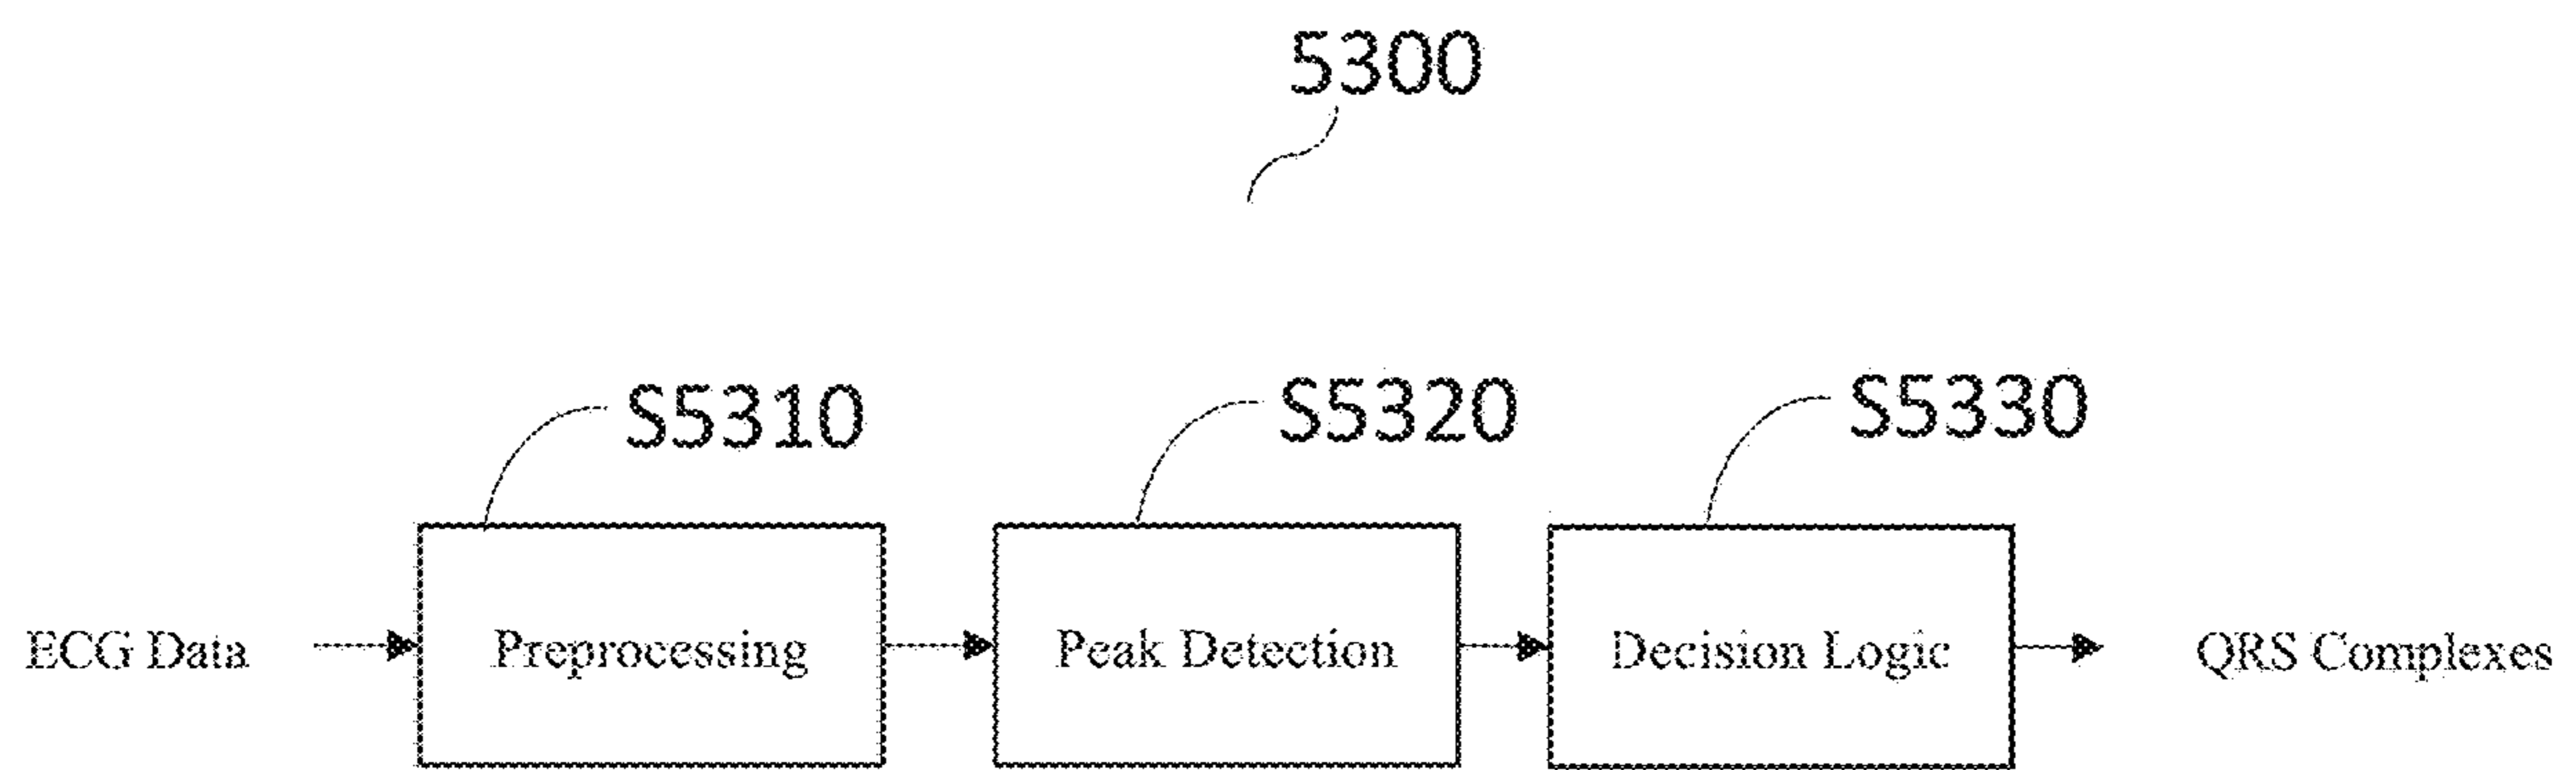 5300
S5310
S5320
S5330
ECG Data
Preprocessing
Peak Detection
Decision Logic
QRS Complexes